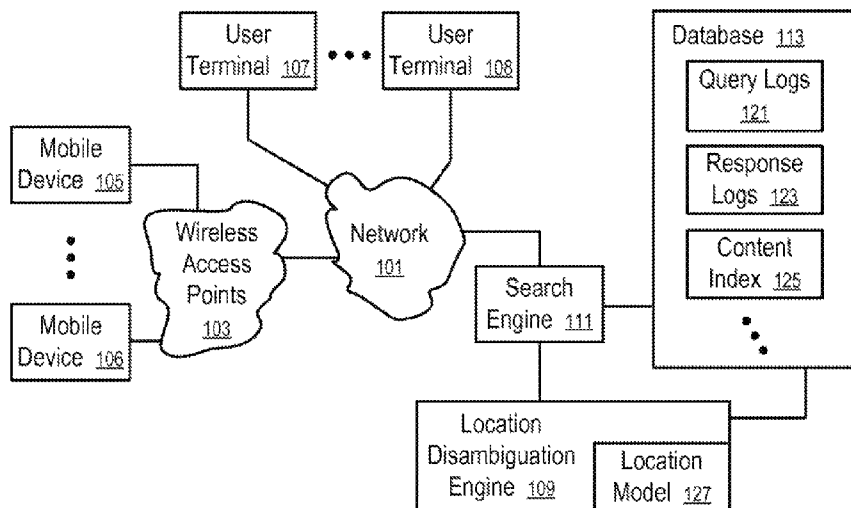 User
Terminal 107
User
Terminal 108
Database 113
Query Logs
121
Response
Logs 123
Content
Index 125
Mobile
Device 105
Mobile
Device 106
Wireless
Access
Points
103
Network
101
Search
Engine 111
Location
Disambiguation
Engine 109
Location
Model 127